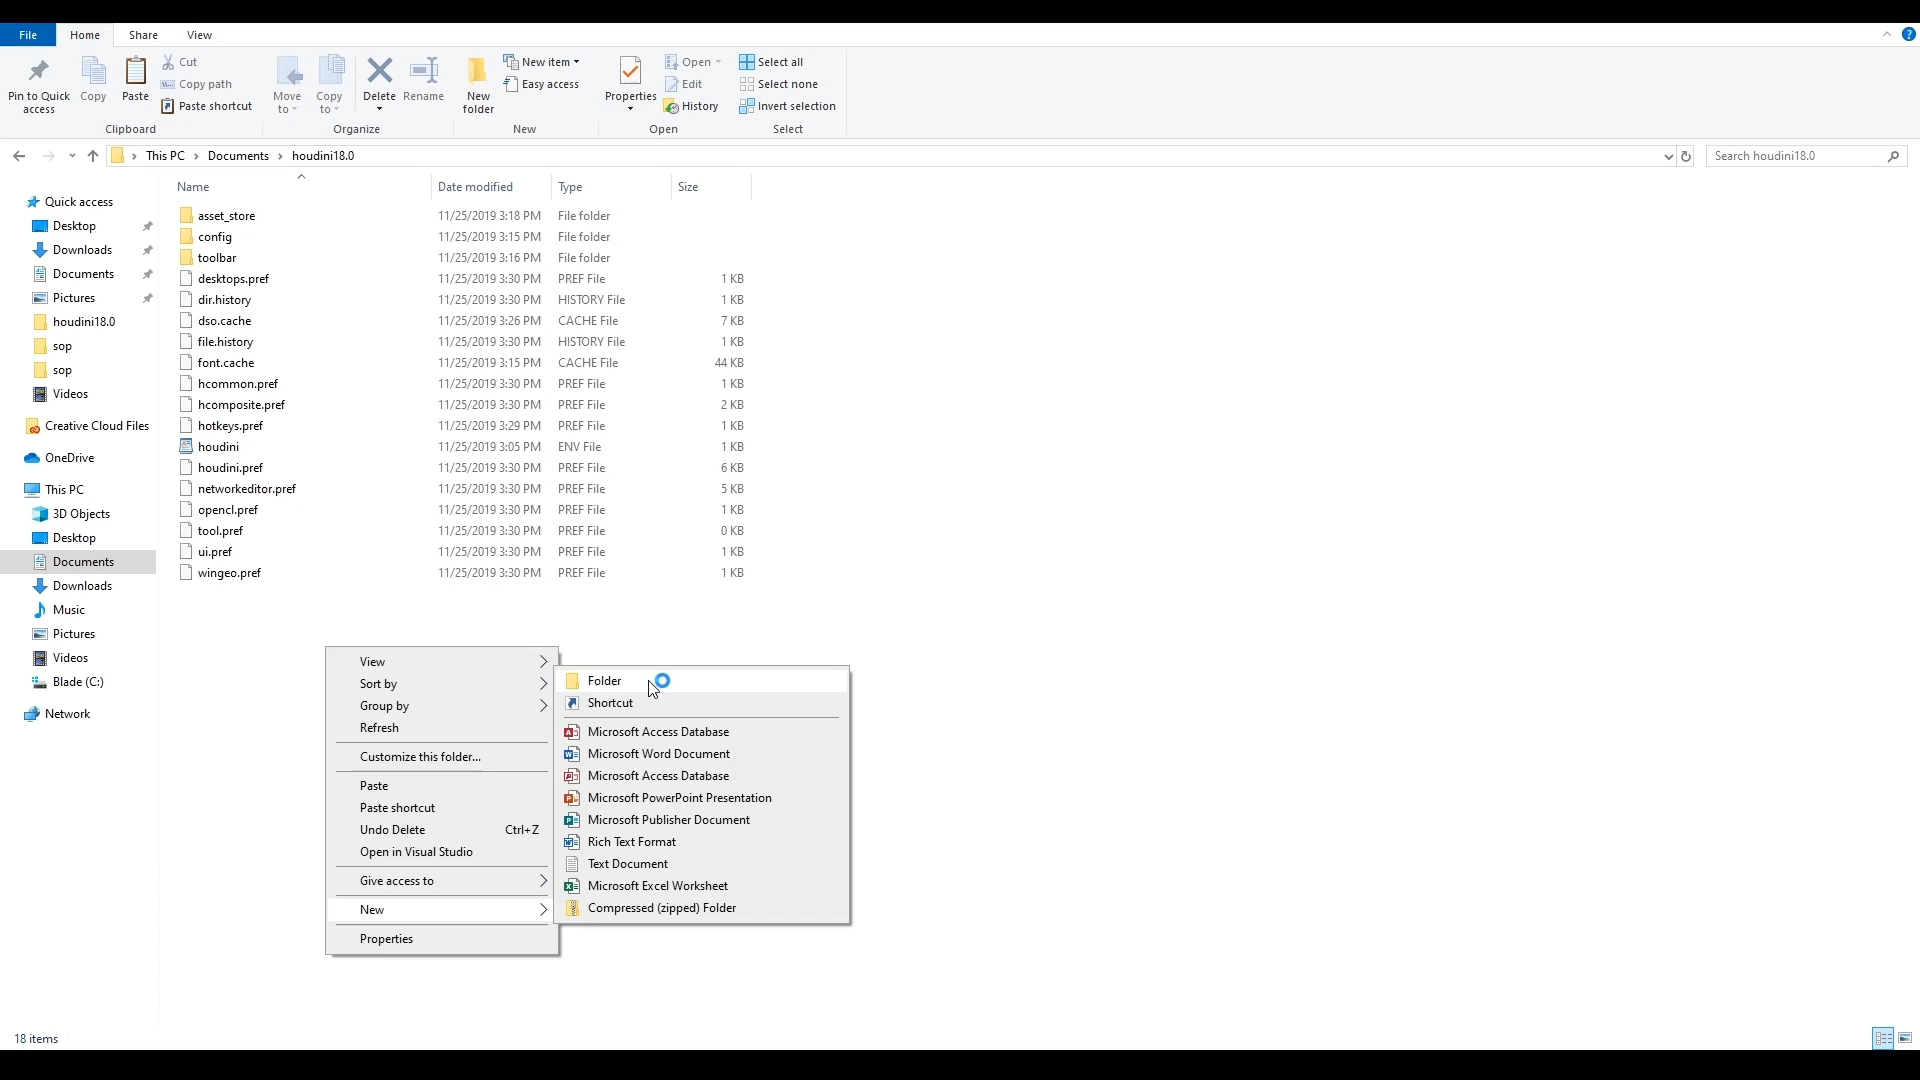 File Home Share View
Pin to Quick access
Copy
Paste
Cut
Copy path
Paste shortcut
Clipboard
Move to
Copy to
Delete
Rename
Organize
New folder
New item
Easy access
New
Properties
Open
Edit
History
Open
Select all
Select none
Invert selection
Select
This PC > Documents > houdini18.0
Search houdini18.0
Quick access
Desktop
Downloads
Documents
Pictures
houdini18.0
sop
sop
Videos
Creative Cloud Files
OneDrive
This PC
3D Objects
Desktop
Documents
Downloads
Music
Pictures
Videos
Blade (C:)
Network
Name Date modified Type Size
asset_store 11/25/2019 3:18 PM File folder
config 11/25/2019 3:15 PM File folder
toolbar 11/25/2019 3:16 PM File folder
desktops.pref 11/25/2019 3:30 PM PREF File 1 KB
dir.history 11/25/2019 3:30 PM HISTORY File 1 KB
dso.cache 11/25/2019 3:26 PM CACHE File 7 KB
file.history 11/25/2019 3:30 PM HISTORY File 1 KB
font.cache 11/25/2019 3:15 PM CACHE File 44 KB
hcommon.pref 11/25/2019 3:30 PM PREF File 1 KB
hcomposite.pref 11/25/2019 3:30 PM PREF File 2 KB
hotkeys.pref 11/25/2019 3:29 PM PREF File 1 KB
houdini 11/25/2019 3:05 PM ENV File 1 KB
houdini.pref 11/25/2019 3:30 PM PREF File 6 KB
networkeditor.pref 11/25/2019 3:30 PM PREF File 5 KB
opencl.pref 11/25/2019 3:30 PM PREF File 1 KB
tool.pref 11/25/2019 3:30 PM PREF File 0 KB
ui.pref 11/25/2019 3:30 PM PREF File 1 KB
wingeo.pref 11/25/2019 3:30 PM PREF File 1 KB
View
Sort by
Group by
Refresh
Customize this folder...
Paste
Paste shortcut
Undo Delete Ctrl+Z
Open in Visual Studio
Give access to
New
Properties
Folder
Shortcut
Microsoft Access Database
Microsoft Word Document
Microsoft Access Database
Microsoft PowerPoint Presentation
Microsoft Publisher Document
Rich Text Format
Text Document
Microsoft Excel Worksheet
Compressed (zipped) Folder
18 items